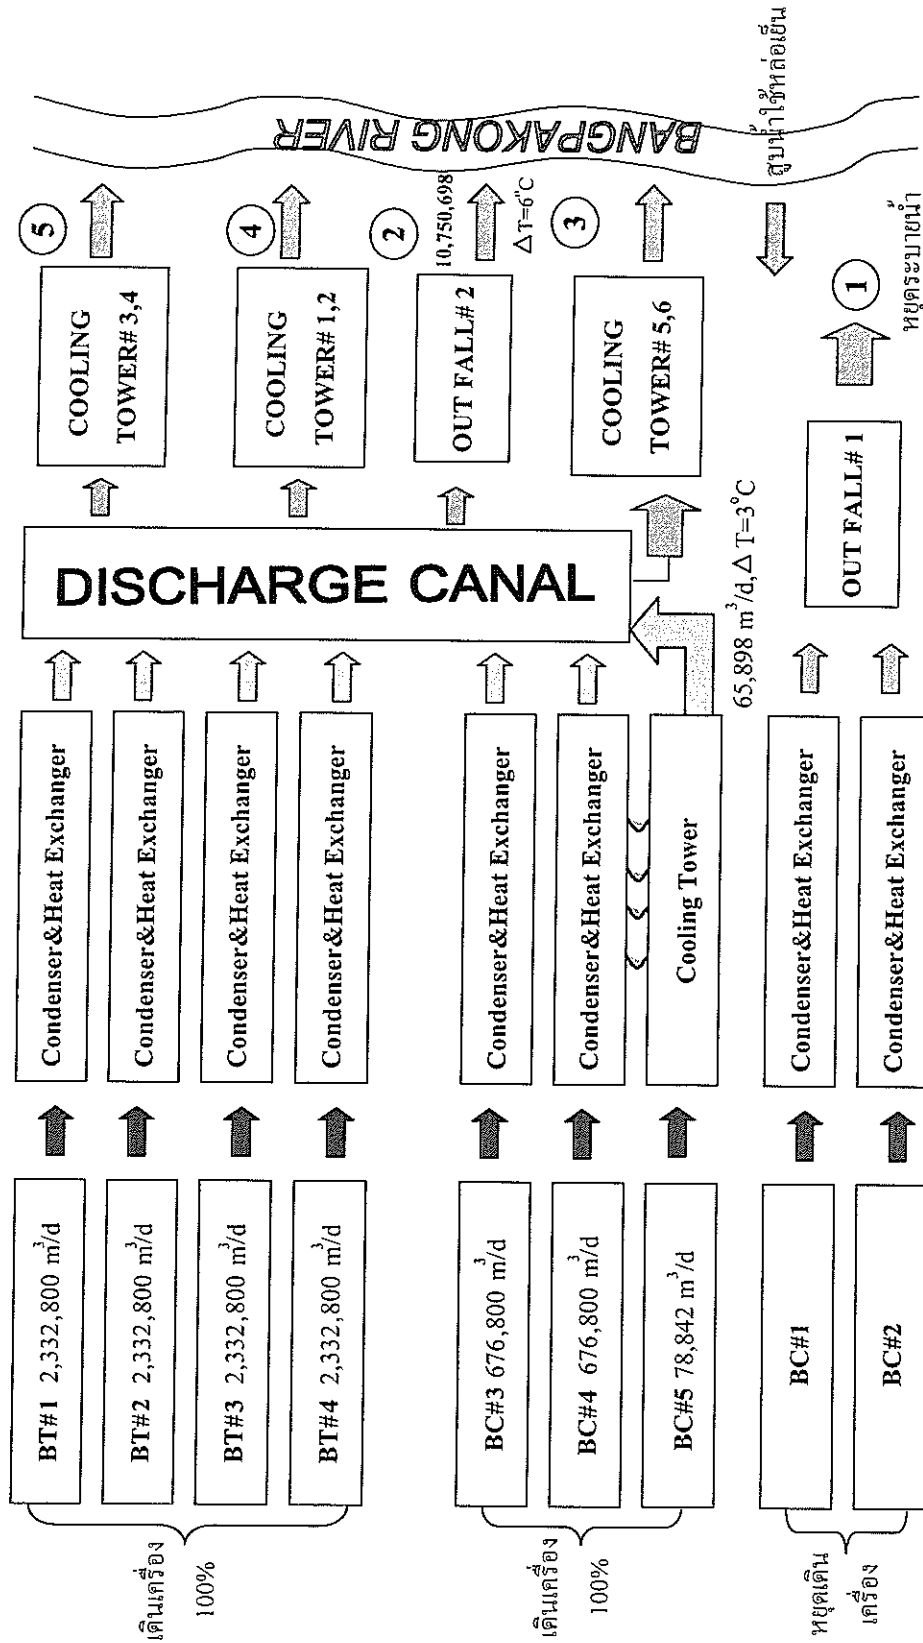 เดินเครื่อง
100%
BT#1 2,332,800 m³/d
BT#2 2,332,800 m³/d
BT#3 2,332,800 m³/d
BT#4 2,332,800 m³/d
เดินเครื่อง
100%
BC#3 676,800 m³/d
BC#4 676,800 m³/d
BC#5 78,842 m³/d
หยุดเดิน
เครื่อง
BC#1
BC#2
Condenser&Heat Exchanger
Condenser&Heat Exchanger
Condenser&Heat Exchanger
Condenser&Heat Exchanger
Condenser&Heat Exchanger
Condenser&Heat Exchanger
Cooling Tower
Condenser&Heat Exchanger
Condenser&Heat Exchanger
DISCHARGE CANAL
65,898 m³/d,ΔT=3°C
COOLING
TOWER# 3,4
5
COOLING
TOWER# 1,2
4
OUT FALL# 2
2
10,750,698
ΔT=6°C
COOLING
TOWER# 5,6
3
OUT FALL# 1
1
หยุดระบายน้ำ
BANGPAKONG RIVER
สูบน้ำใช้หล่อเย็น